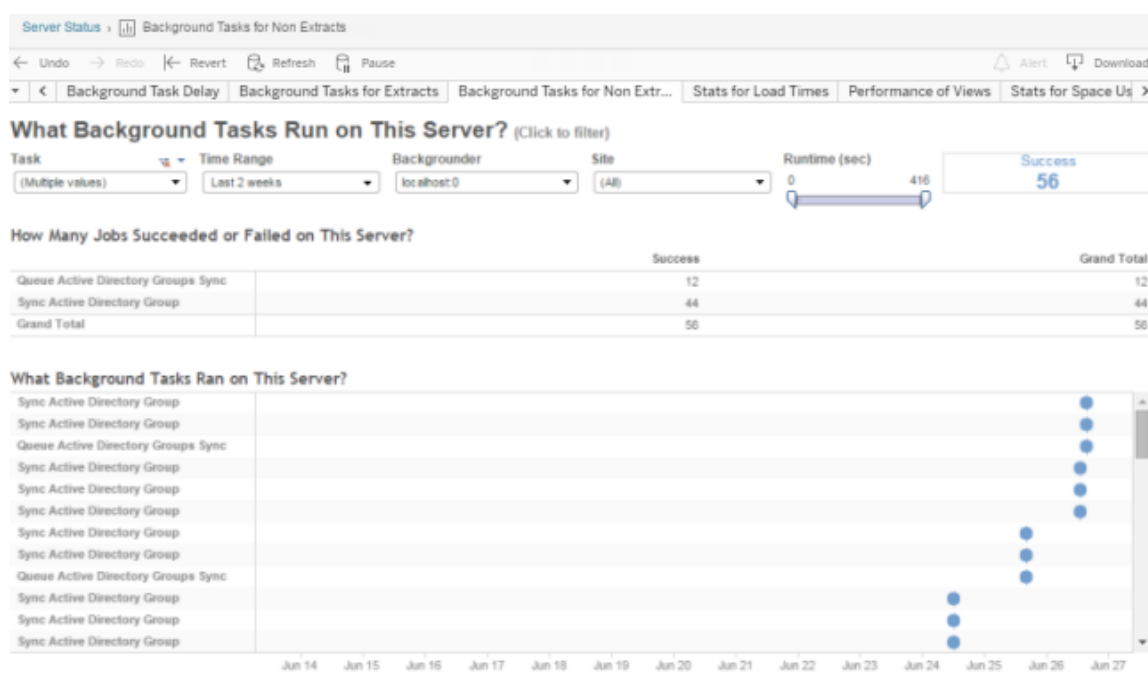 Server Status › Background Tasks for Non Extracts
← Undo → Redo Revert Refresh Pause Alert Download
Background Task Delay Background Tasks for Extracts Background Tasks for Non Extr... Stats for Load Times Performance of Views Stats for Space Us
What Background Tasks Run on This Server? (Click to filter)
Task Time Range Backgrounder Site Runtime (sec) Success
(Multiple values) Last 2 weeks localhost:0 (All) 0 416 56
How Many Jobs Succeeded or Failed on This Server?
Success Grand Total
Queue Active Directory Groups Sync 12 12
Sync Active Directory Group 44 44
Grand Total 56 56
What Background Tasks Ran on This Server?
Sync Active Directory Group
Sync Active Directory Group
Queue Active Directory Groups Sync
Sync Active Directory Group
Sync Active Directory Group
Sync Active Directory Group
Sync Active Directory Group
Sync Active Directory Group
Queue Active Directory Groups Sync
Sync Active Directory Group
Sync Active Directory Group
Sync Active Directory Group
Jun 14 Jun 15 Jun 16 Jun 17 Jun 18 Jun 19 Jun 20 Jun 21 Jun 22 Jun 23 Jun 24 Jun 25 Jun 26 Jun 27